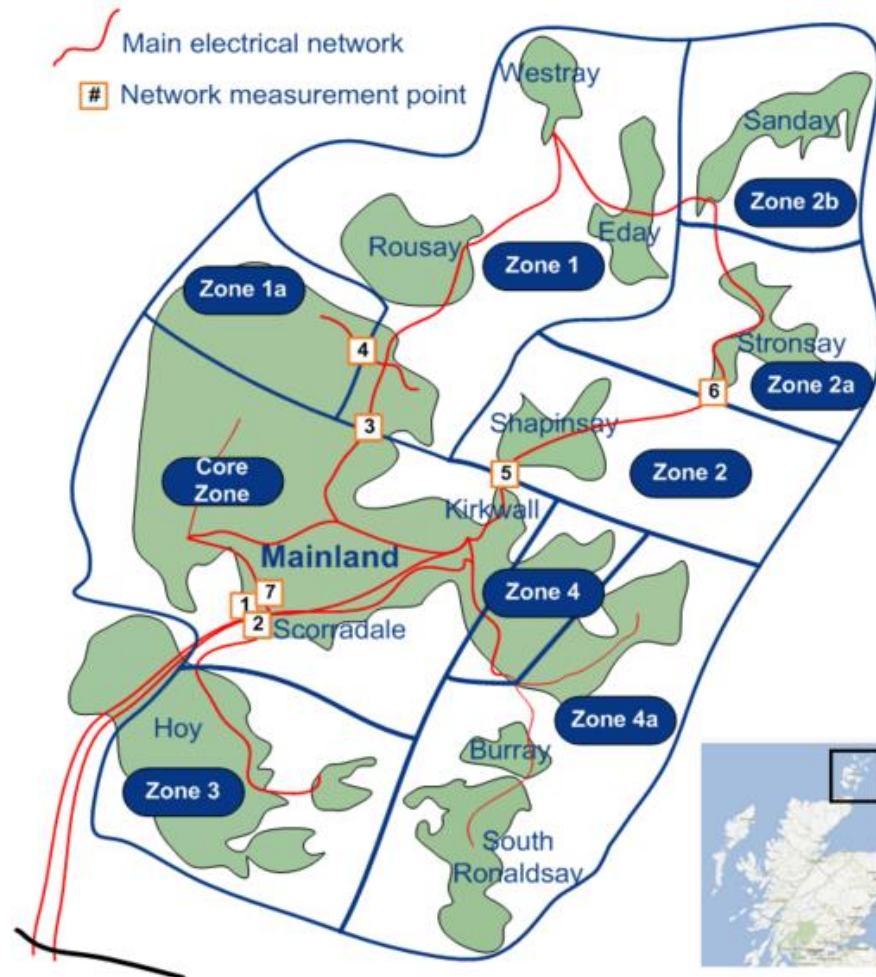 Main electrical network
# Network measurement point
Westray
Sanday
Zone 2b
Rousay
Eday
Zone 1
Zone 1a
4
Stronsay
6
Zone 2a
3
Shapinsay
Core
Zone
5
Zone 2
Kirkwall
Mainland
7
Zone 4
1
2
Scorradale
Hoy
Zone 4a
Burray
Zone 3
South
Ronaldsay